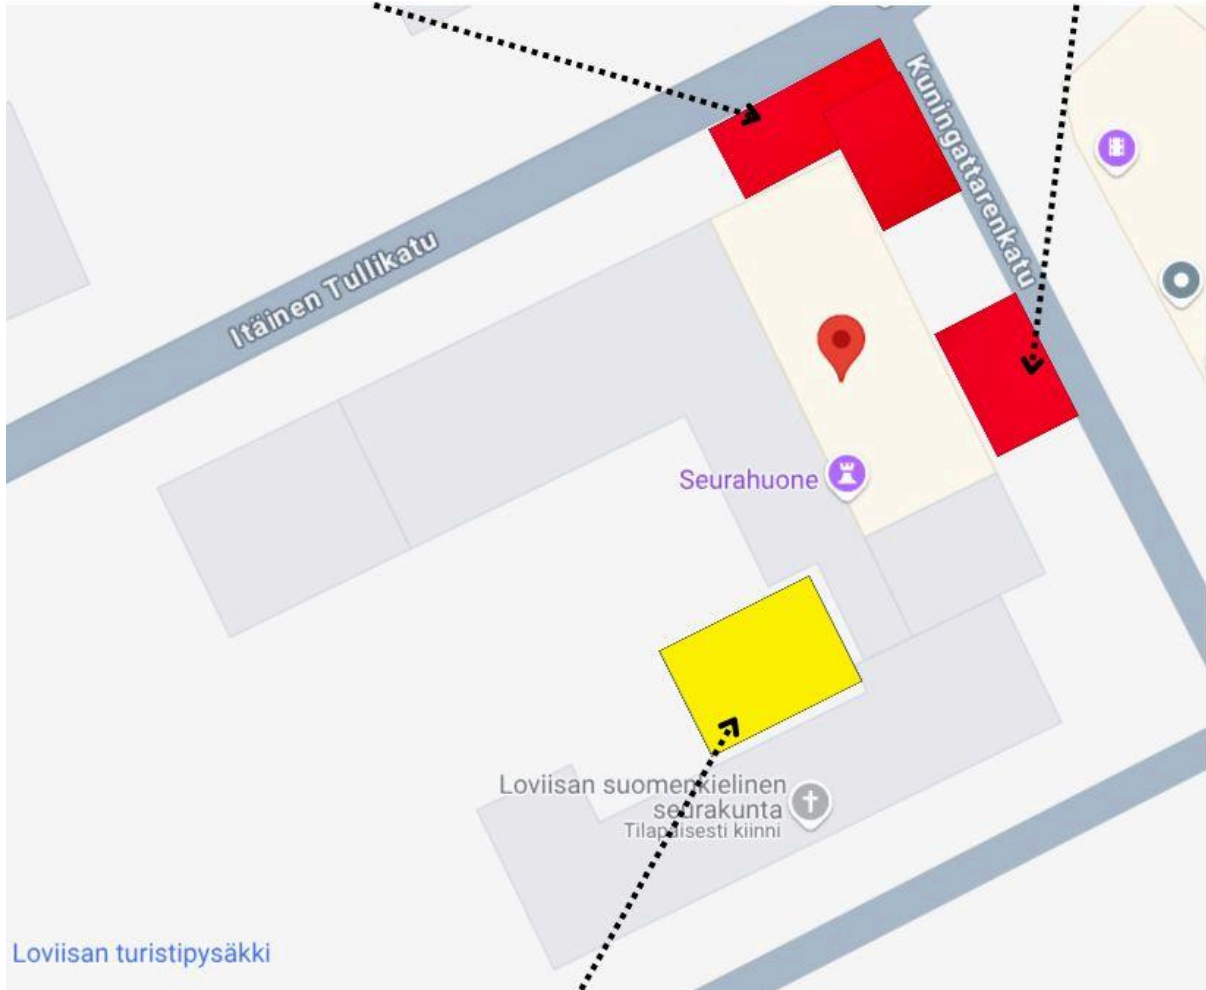 Kuningattarenkatu
Itäinen Tullikatu
Seurahuone
Loviisan suomenkielinen
seurakunta
Tilapäisesti kiinni
Loviisan turistipysäkki